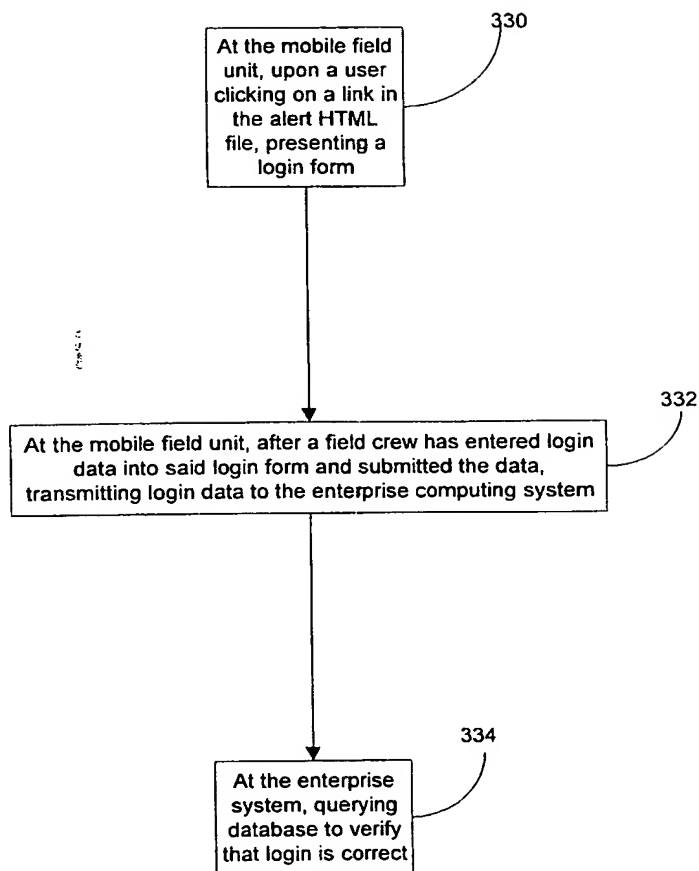 330
At the mobile field
unit, upon a user
clicking on a link in
the alert HTML
file, presenting a
login form
332
At the mobile field unit, after a field crew has entered login
data into said login form and submitted the data,
transmitting login data to the enterprise computing system
334
At the enterprise
system, querying
database to verify
that login is correct